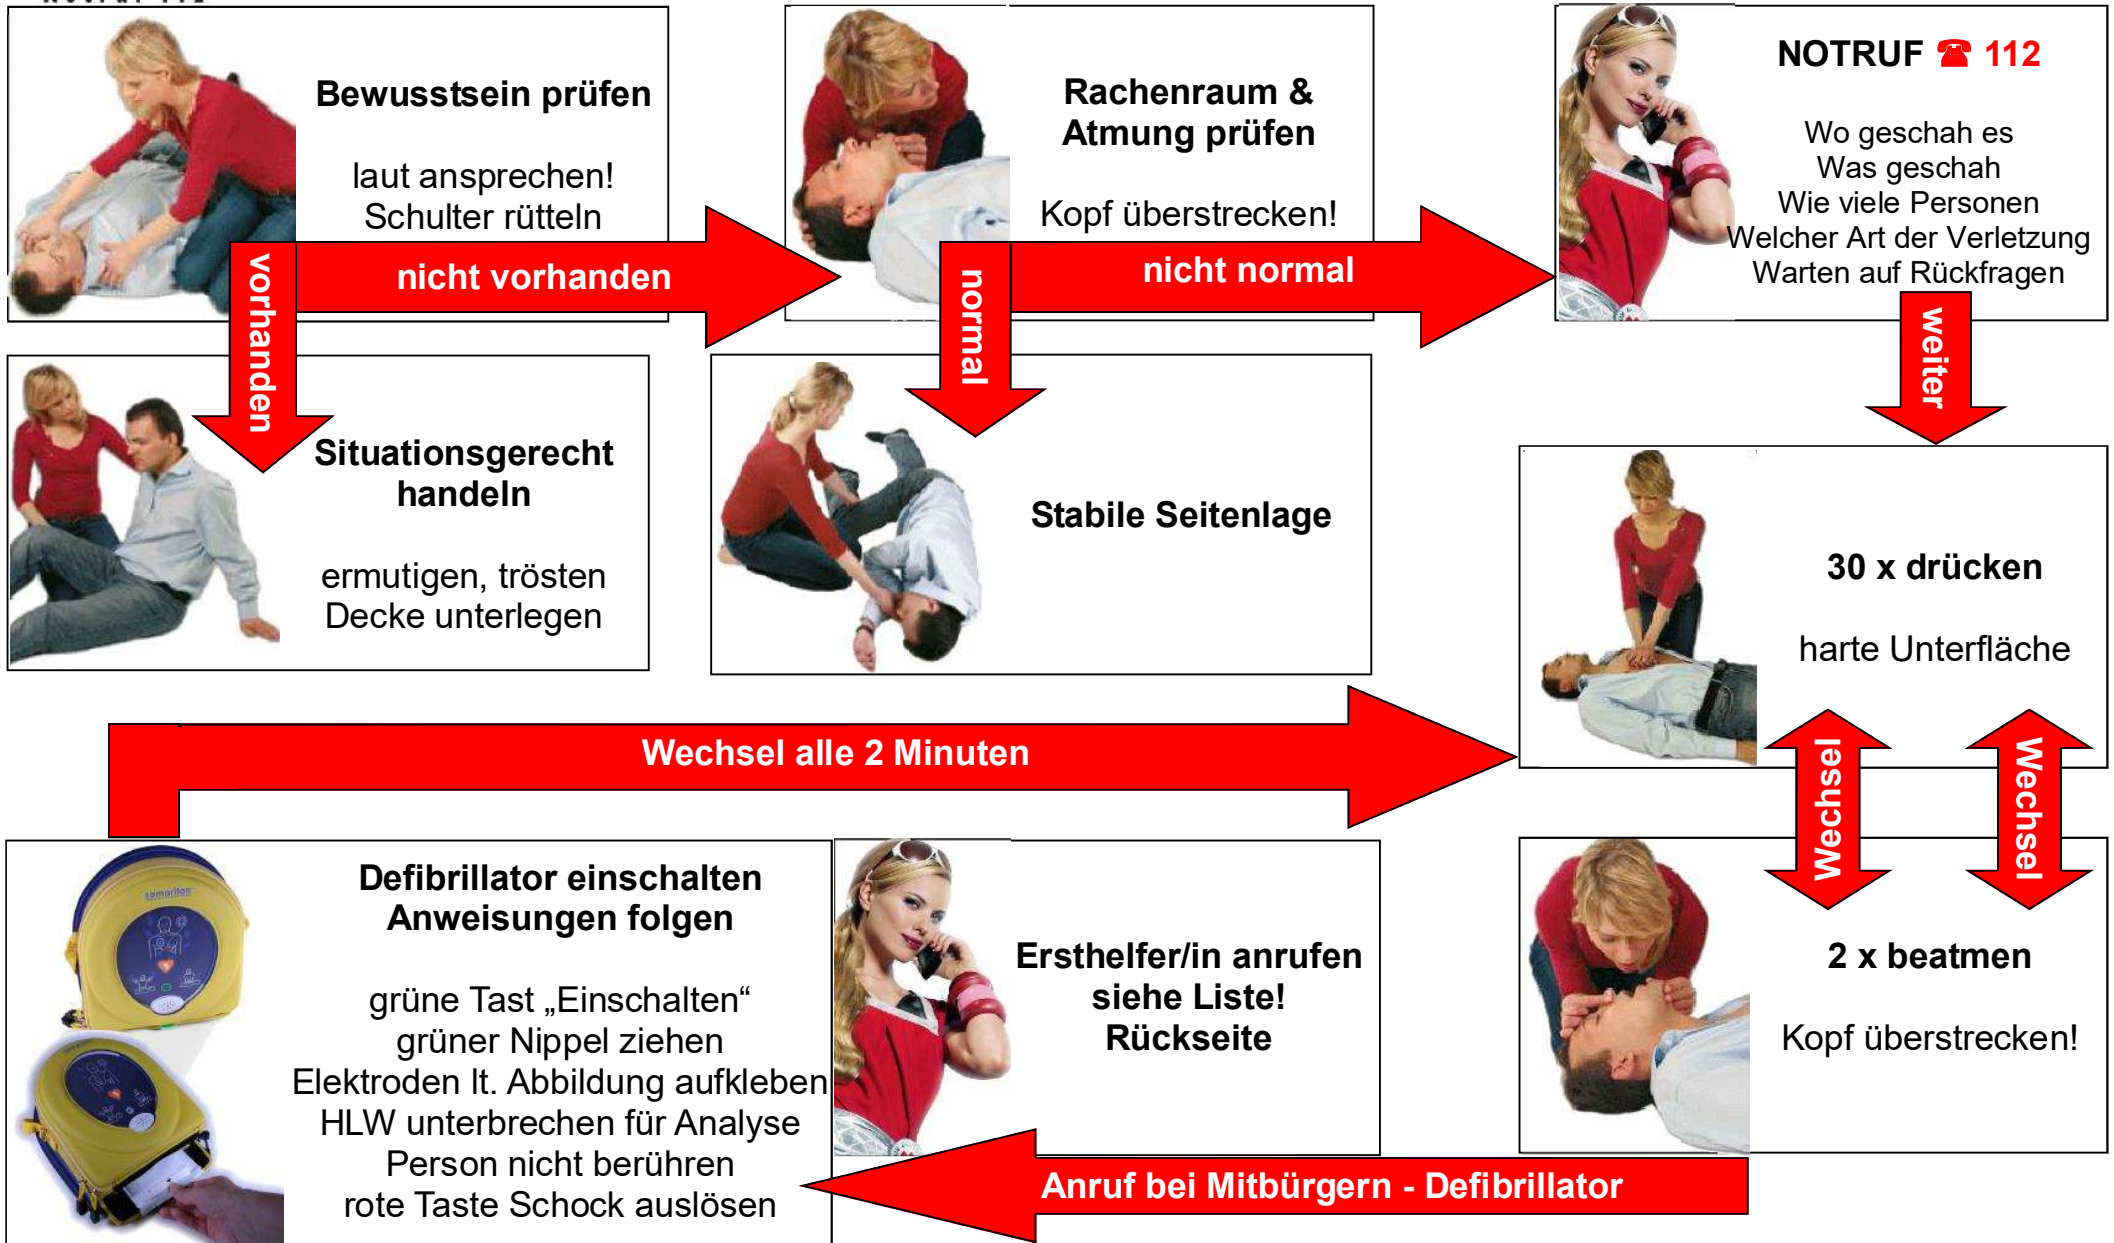 Bewusstsein prüfen
laut ansprechen!
Schulter rütteln
nicht vorhanden
vorhanden
Rachenraum &
Atmung prüfen
Kopf überstrecken!
nicht normal
normal
NOTRUF ☎ 112
Wo geschah es
Was geschah
Wie viele Personen
Welcher Art der Verletzung
Warten auf Rückfragen
weiter
Situationsgerecht
handeln
ermutigen, trösten
Decke unterlegen
Stabile Seitenlage
30 x drücken
harte Unterfläche
Wechsel alle 2 Minuten
Wechsel
Wechsel
Defibrillator einschalten
Anweisungen folgen
grüne Tast „Einschalten“
grüner Nippel ziehen
Elektroden lt. Abbildung aufkleben
HLW unterbrechen für Analyse
Person nicht berühren
rote Taste Schock auslösen
Ersthelfer/in anrufen
siehe Liste!
Rückseite
2 x beatmen
Kopf überstrecken!
Anruf bei Mitbürgern - Defibrillator